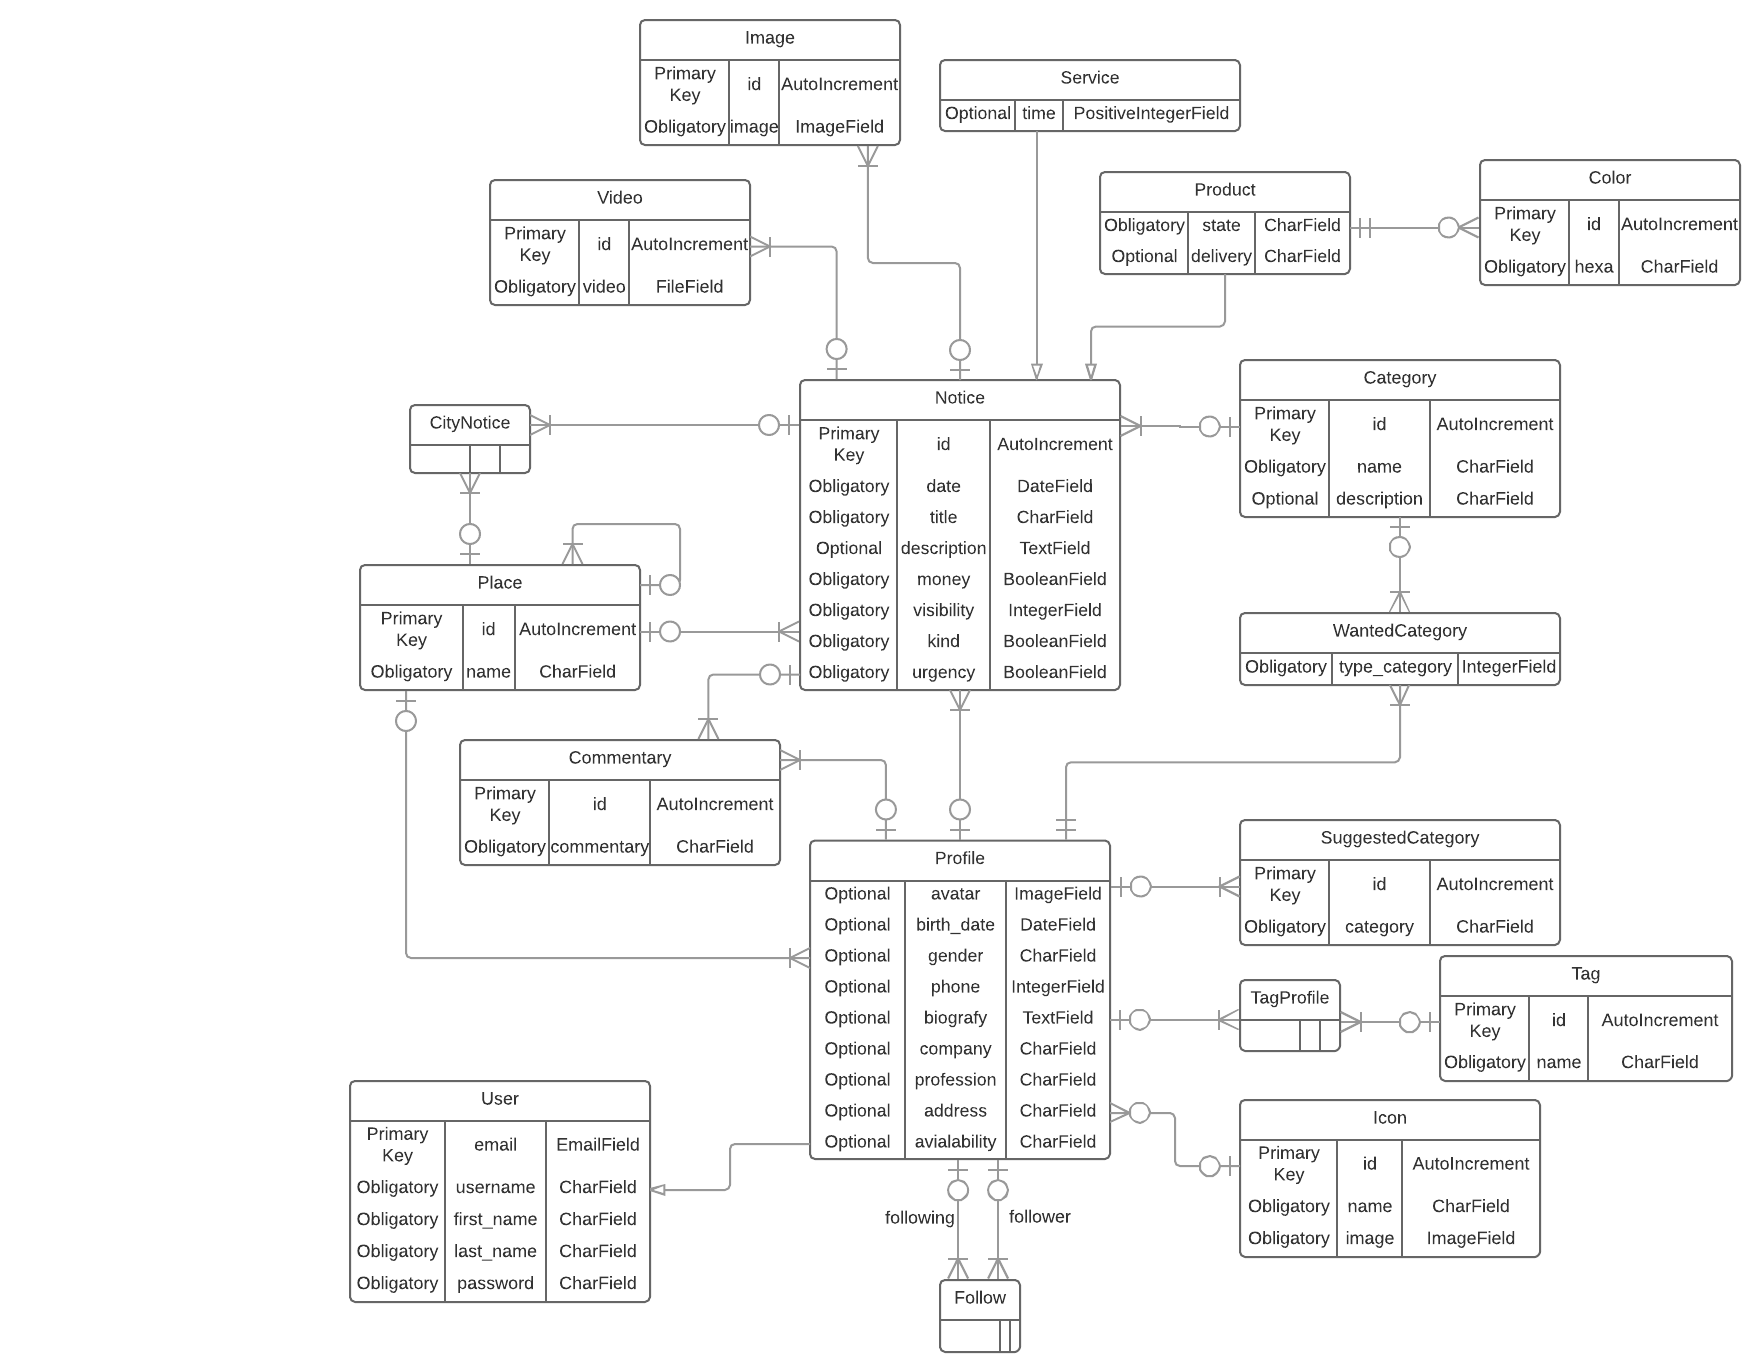 Image
Primary Key id AutoIncrement
Obligatory image ImageField
Service
Optional time PositiveIntegerField
Video
Primary Key id AutoIncrement
Obligatory video FileField
Product
Obligatory state CharField
Optional delivery CharField
Color
Primary Key id AutoIncrement
Obligatory hexa CharField
CityNotice
Notice
Primary Key id AutoIncrement
Obligatory date DateField
Obligatory title CharField
Optional description TextField
Obligatory money BooleanField
Obligatory visibility IntegerField
Obligatory kind BooleanField
Obligatory urgency BooleanField
Category
Primary Key id AutoIncrement
Obligatory name CharField
Optional description CharField
Place
Primary Key id AutoIncrement
Obligatory name CharField
WantedCategory
Obligatory type_category IntegerField
Commentary
Primary Key id AutoIncrement
Obligatory commentary CharField
Profile
Optional avatar ImageField
Optional birth_date DateField
Optional gender CharField
Optional phone IntegerField
Optional biografy TextField
Optional company CharField
Optional profession CharField
Optional address CharField
Optional avialability CharField
SuggestedCategory
Primary Key id AutoIncrement
Obligatory category CharField
TagProfile
Tag
Primary Key id AutoIncrement
Obligatory name CharField
User
Primary Key email EmailField
Obligatory username CharField
Obligatory first_name CharField
Obligatory last_name CharField
Obligatory password CharField
Icon
Primary Key id AutoIncrement
Obligatory name CharField
Obligatory image ImageField
following
follower
Follow